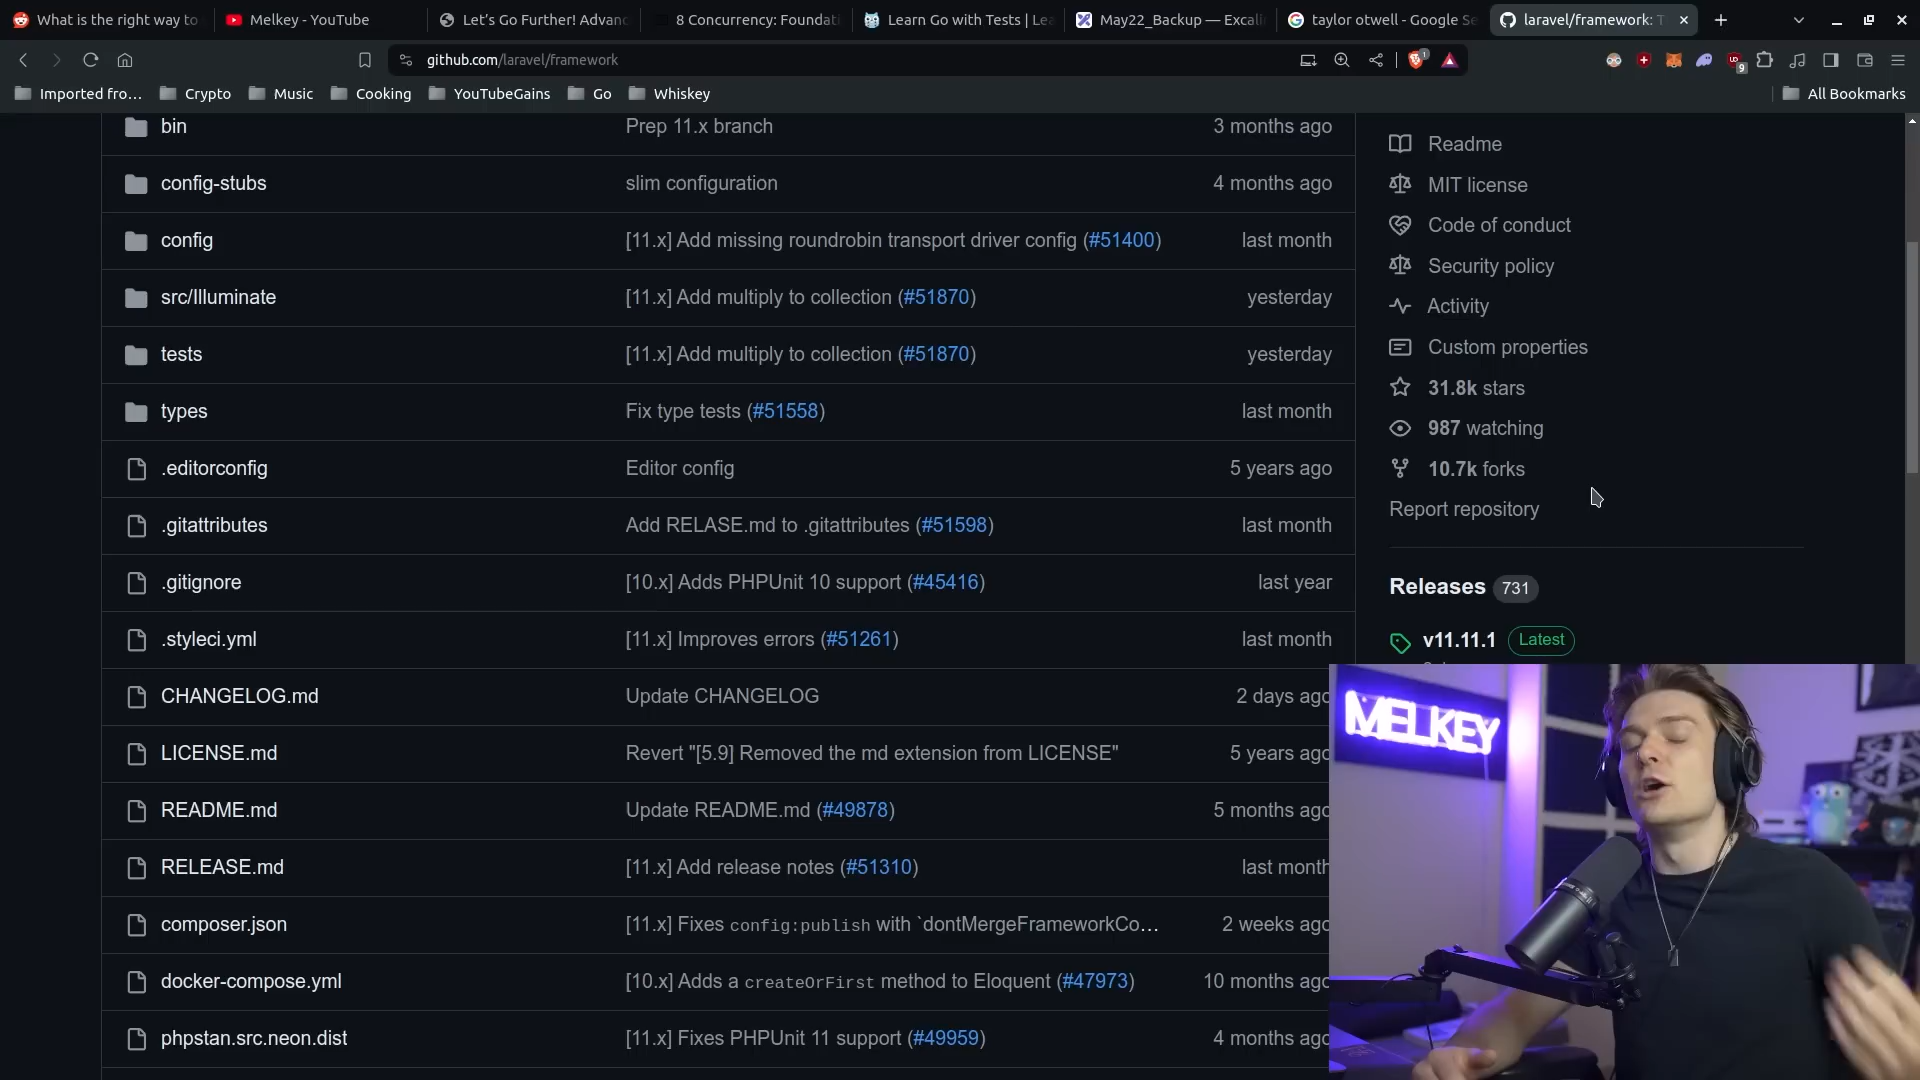 What is the right way to
Melkey - YouTube
Let's Go Further! Advanc
8 Concurrency: Foundat
Learn Go with Tests | Lea
May22_Backup — Excali
taylor otwell - Google Se
laravel/framework: T
github.com/laravel/framework
1
9
Imported fro...
Crypto
Music
Cooking
YouTubeGains
Go
Whiskey
All Bookmarks
bin Prep 11.x branch 3 months ago
config-stubs slim configuration 4 months ago
config [11.x] Add missing roundrobin transport driver config (#51400) last month
src/Illuminate [11.x] Add multiply to collection (#51870) yesterday
tests [11.x] Add multiply to collection (#51870) yesterday
types Fix type tests (#51558) last month
.editorconfig Editor config 5 years ago
.gitattributes Add RELASE.md to .gitattributes (#51598) last month
.gitignore [10.x] Adds PHPUnit 10 support (#45416) last year
.styleci.yml [11.x] Improves errors (#51261) last month
CHANGELOG.md Update CHANGELOG 2 days ago
LICENSE.md Revert "[5.9] Removed the md extension from LICENSE" 5 years ago
README.md Update README.md (#49878) 5 months ago
RELEASE.md [11.x] Add release notes (#51310) last month
composer.json [11.x] Fixes config:publish with `dontMergeFrameworkCo... 2 weeks ago
docker-compose.yml [10.x] Adds a createOrFirst method to Eloquent (#47973) 10 months ago
phpstan.src.neon.dist [11.x] Fixes PHPUnit 11 support (#49959) 4 months ago
Readme
MIT license
Code of conduct
Security policy
Activity
Custom properties
31.8k stars
987 watching
10.7k forks
Report repository
Releases 731
v11.11.1 Latest
MELKEY